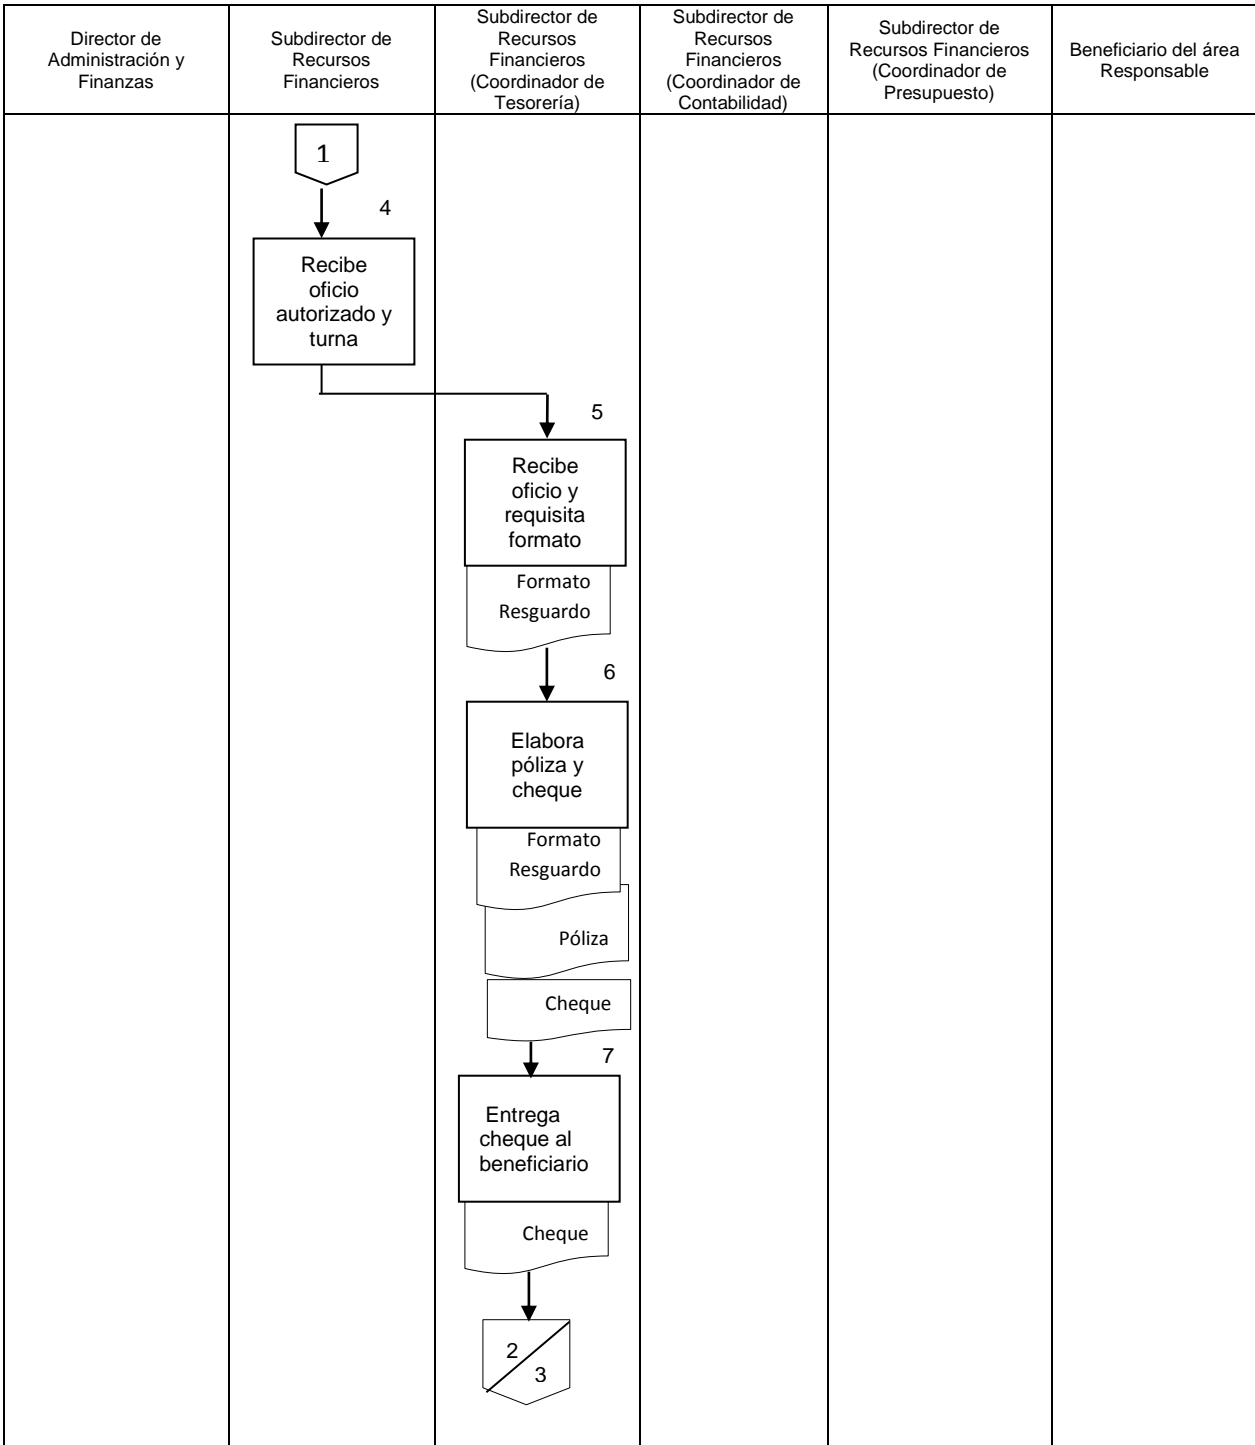 Director de
Administración y
Finanzas
Subdirector de
Recursos
Financieros
Subdirector de
Recursos
Financieros
(Coordinador de
Tesorería)
Subdirector de
Recursos
Financieros
(Coordinador de
Contabilidad)
Subdirector de
Recursos Financieros
(Coordinador de
Presupuesto)
Beneficiario del área
Responsable
1
4
Recibe
oficio
autorizado y
turna
5
Recibe
oficio y
requisita
formato
Formato
Resguardo
6
Elabora
póliza y
cheque
Formato
Resguardo
Póliza
Cheque
7
Entrega
cheque al
beneficiario
Cheque
2
3